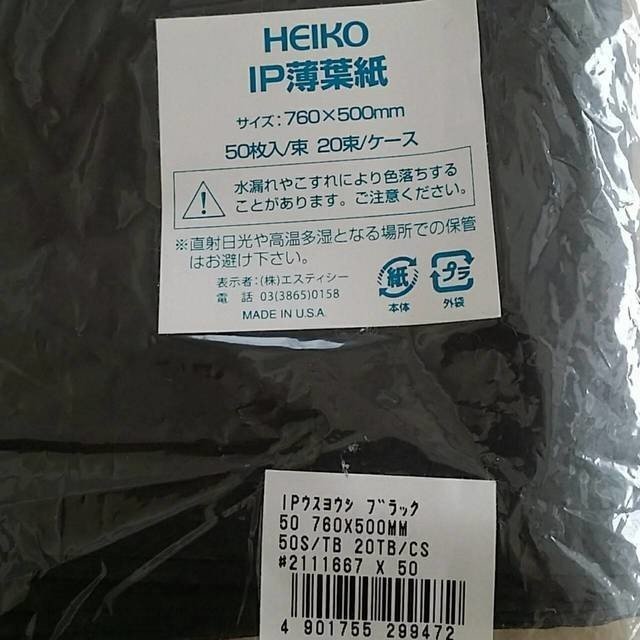 HEIKO
IP薄葉紙
サイズ:760×500mm
50枚入/束 20束/ケース
水漏れやこすれにより色落ちする
ことがあります。ご注意ください。
※直射日光や高温多湿となる場所での保管
はお避け下さい。
表示者:(株)エスティシー
電 話 03(3865)0158
MADE IN U.S.A.
紙
本体
プラ
外袋
IPウスヨウシ ブラック
50 760X500MM
50S/TB 20TB/CS
#2111667 X 50
4 901755 299472